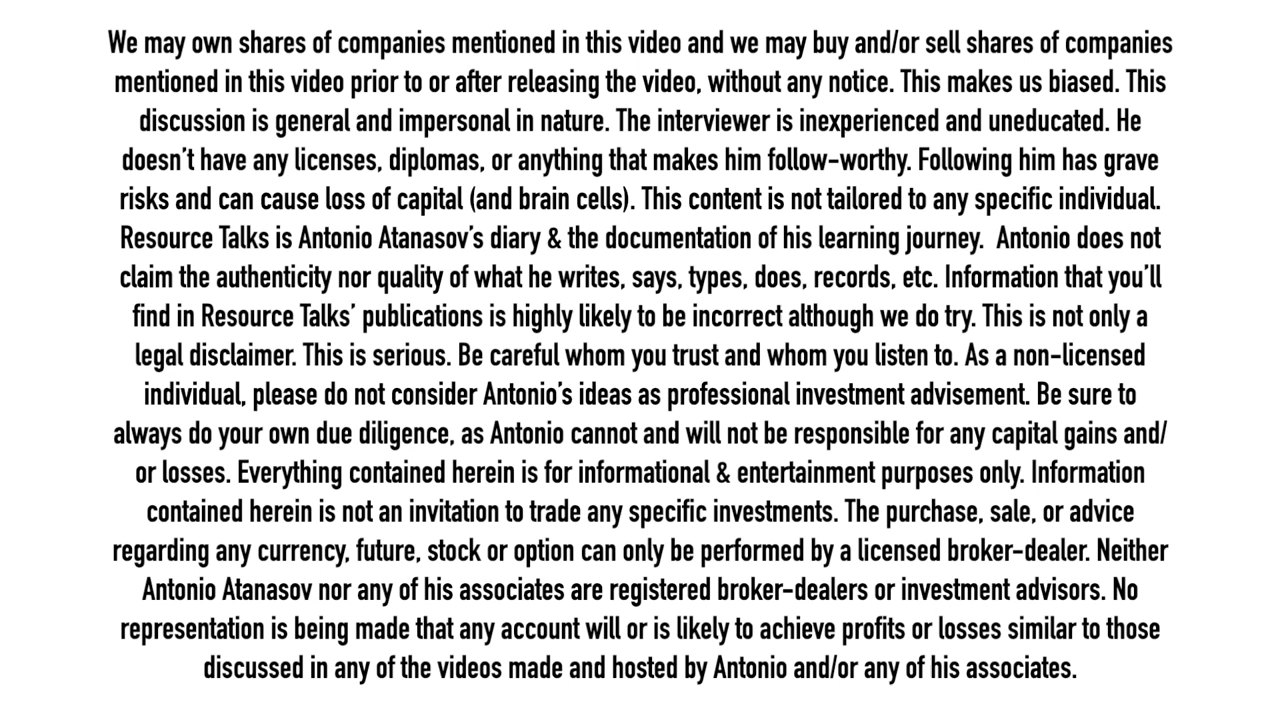 We may own shares of companies mentioned in this video and we may buy and/or sell shares of companies
mentioned in this video prior to or after releasing the video, without any notice. This makes us biased. This
discussion is general and impersonal in nature. The interviewer is inexperienced and uneducated. He
doesn't have any licenses, diplomas, or anything that makes him follow-worthy. Following him has grave
risks and can cause loss of capital (and brain cells). This content is not tailored to any specific individual.
Resource Talks is Antonio Atanasov's diary & the documentation of his learning journey.  Antonio does not
claim the authenticity nor quality of what he writes, says, types, does, records, etc. Information that you'll
find in Resource Talks' publications is highly likely to be incorrect although we do try. This is not only a
legal disclaimer. This is serious. Be careful whom you trust and whom you listen to. As a non-licensed
individual, please do not consider Antonio's ideas as professional investment advisement. Be sure to
always do your own due diligence, as Antonio cannot and will not be responsible for any capital gains and/
or losses. Everything contained herein is for informational & entertainment purposes only. Information
contained herein is not an invitation to trade any specific investments. The purchase, sale, or advice
regarding any currency, future, stock or option can only be performed by a licensed broker-dealer. Neither
Antonio Atanasov nor any of his associates are registered broker-dealers or investment advisors. No
representation is being made that any account will or is likely to achieve profits or losses similar to those
discussed in any of the videos made and hosted by Antonio and/or any of his associates.